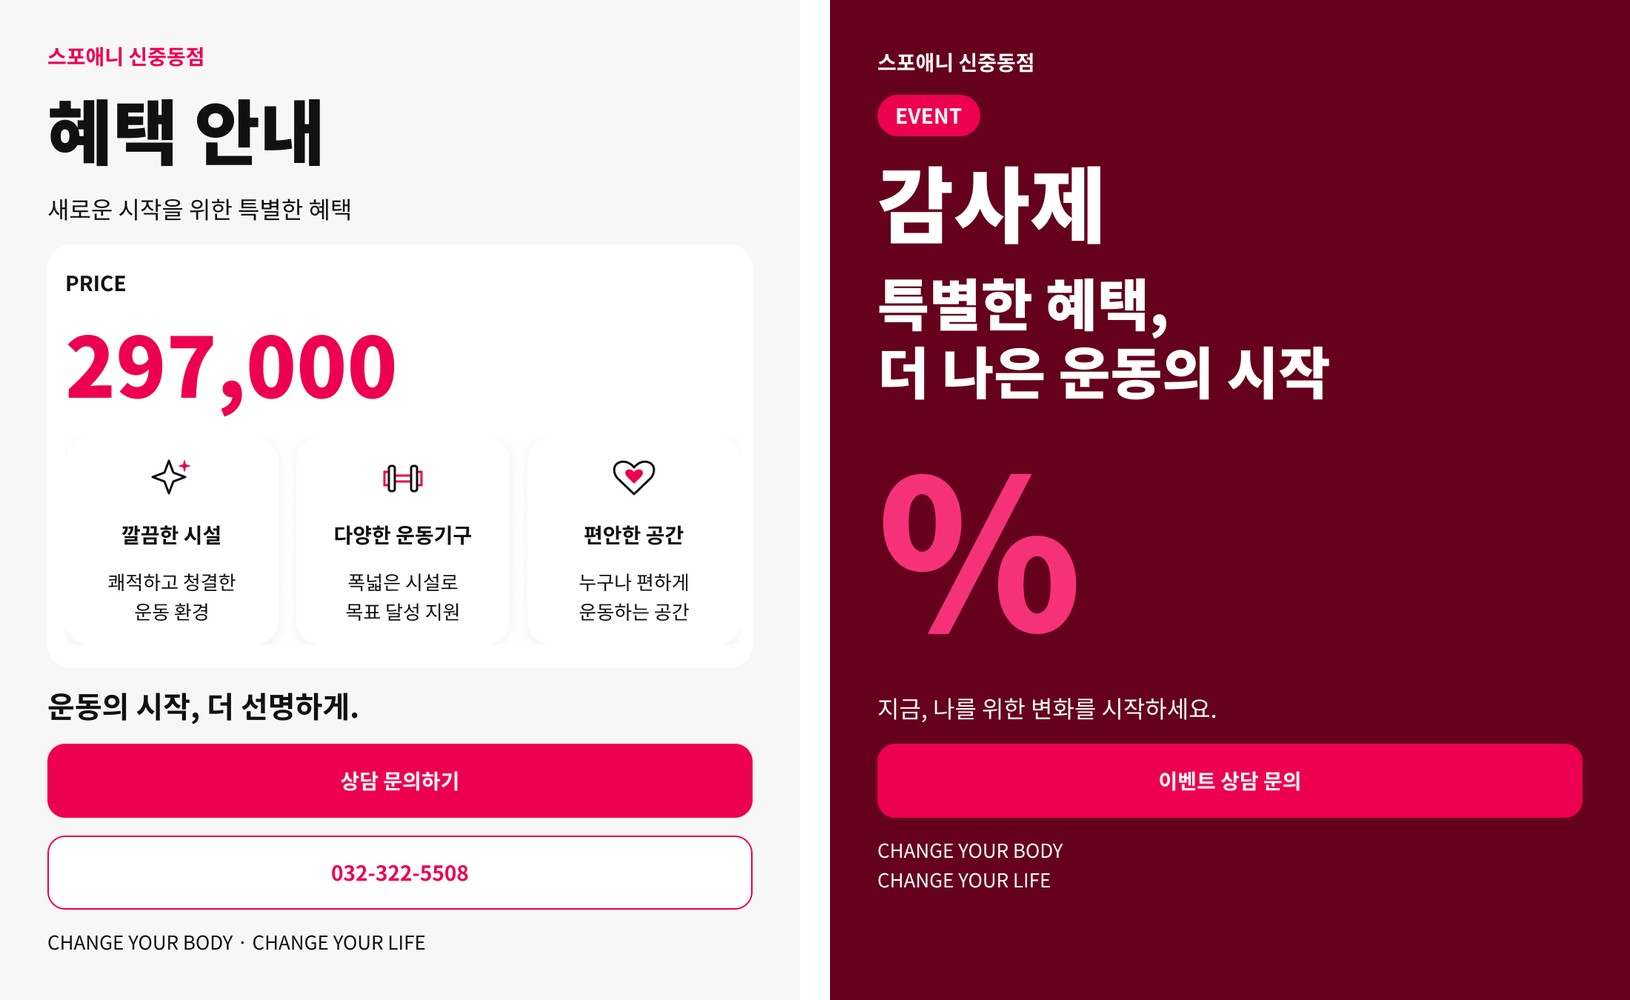 스포애니 신중동점
혜택 안내
새로운 시작을 위한 특별한 혜택
PRICE
297,000
깔끔한 시설
쾌적하고 청결한
운동 환경
다양한 운동기구
폭넓은 시설로
목표 달성 지원
편안한 공간
누구나 편하게
운동하는 공간
운동의 시작, 더 선명하게.
상담 문의하기
032-322-5508
CHANGE YOUR BODY · CHANGE YOUR LIFE
스포애니 신중동점
EVENT
감사제
특별한 혜택,
더 나은 운동의 시작
%
지금, 나를 위한 변화를 시작하세요.
이벤트 상담 문의
CHANGE YOUR BODY
CHANGE YOUR LIFE